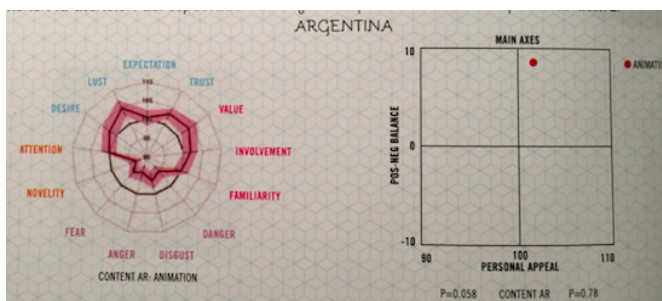 ARGENTINA
EXPECTATION
LUST
TRUST
DESIRE
VALUE
ATTENTION
INVOLVEMENT
NOVELITY
FAMILIARITY
FEAR
DANGER
ANGER
DISGUST
CONTENT AR: ANIMATION
MAIN AXES
10
ANIMATIO
POS-NEG BALANCE
0
-10
90
100
110
PERSONAL APPEAL
P=0.058 CONTENT AR P=0.78